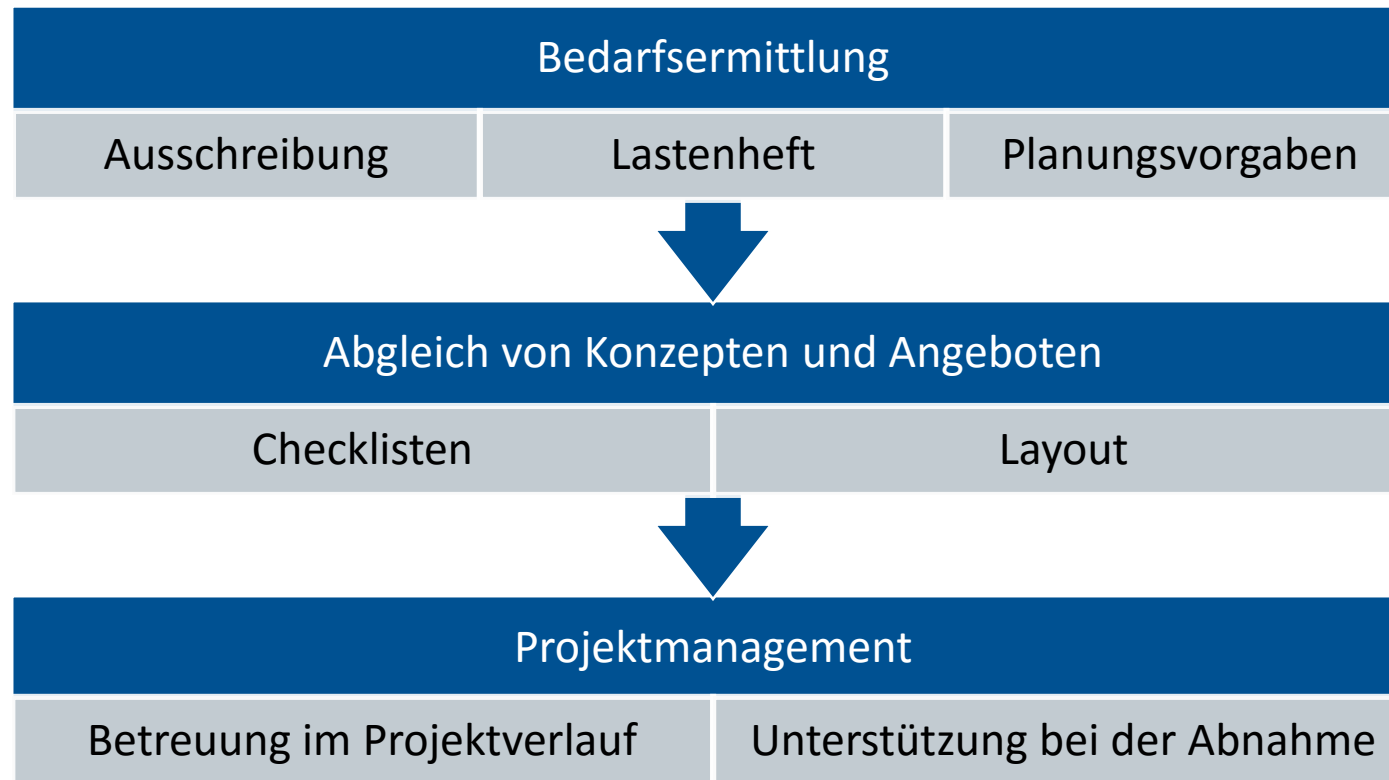 Bedarfsermittlung
Ausschreibung
Lastenheft
Planungsvorgaben
Abgleich von Konzepten und Angeboten
Checklisten
Layout
Projektmanagement
Betreuung im Projektverlauf
Unterstützung bei der Abnahme